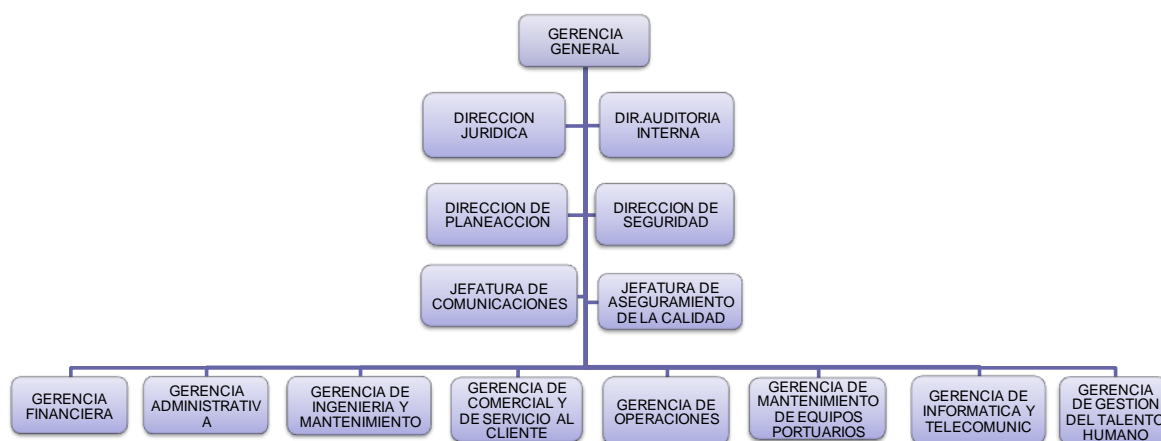 GERENCIA
GENERAL
DIRECCION
JURIDICA
DIR.AUDITORIA
INTERNA
DIRECCION DE
PLANEACCION
DIRECCION DE
SEGURIDAD
JEFATURA DE
COMUNICACIONES
JEFATURA DE
ASEGURAMIENTO
DE LA CALIDAD
GERENCIA
FINANCIERA
GERENCIA
ADMINISTRATIV
A
GERENCIA DE
INGENIERIA Y
MANTENIMIENTO
GERENCIA DE
COMERCIAL Y
DE SERVICIO AL
CLIENTE
GERENCIA DE
OPERACIONES
GERENCIA DE
MANTENIMIENTO
DE EQUIPOS
PORTUARIOS
GERENCIA DE
INFORMATICA Y
TELECOMUNIC
GERENCIA
DE GESTION
DEL TALENTO
HUMANO